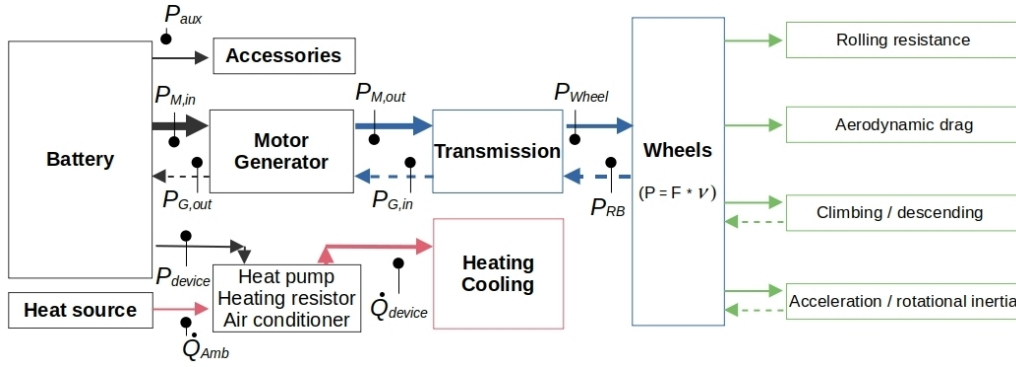 P_aux
Accessories
Rolling resistance
P_M,in
P_M,out
P_Wheel
Battery
Motor
Generator
Transmission
Wheels
(P = F * ν)
Aerodynamic drag
P_G,out
P_G,in
P_RB
Climbing / descending
P_device
Heat pump
Heating resistor
Air conditioner
Heating
Cooling
Q̇_device
Heat source
Q̇_Amb
Acceleration / rotational inertia